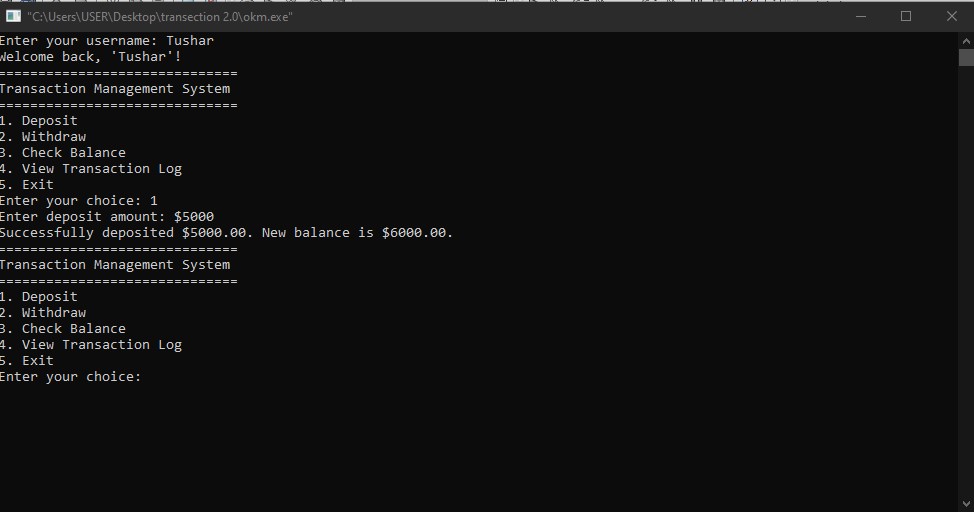 "C:\Users\USER\Desktop\transection 2.0\okm.exe"
Enter your username: Tushar
Welcome back, 'Tushar'!
==============================
Transaction Management System
==============================
1. Deposit
2. Withdraw
3. Check Balance
4. View Transaction Log
5. Exit
Enter your choice: 1
Enter deposit amount: $5000
Successfully deposited $5000.00. New balance is $6000.00.
==============================
Transaction Management System
==============================
1. Deposit
2. Withdraw
3. Check Balance
4. View Transaction Log
5. Exit
Enter your choice: